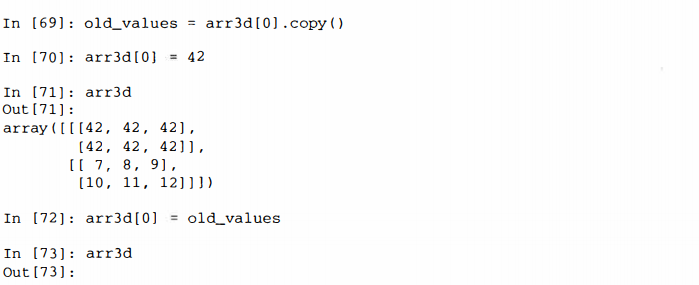 In [69]: old_values = arr3d[0].copy()
In [70]: arr3d[0] = 42
In [71]: arr3d
Out[71]:
array([[[42, 42, 42],
[42, 42, 42]],
[[ 7, 8, 9],
[10, 11, 12]]])
In [72]: arr3d[0] = old_values
In [73]: arr3d
Out[73]: